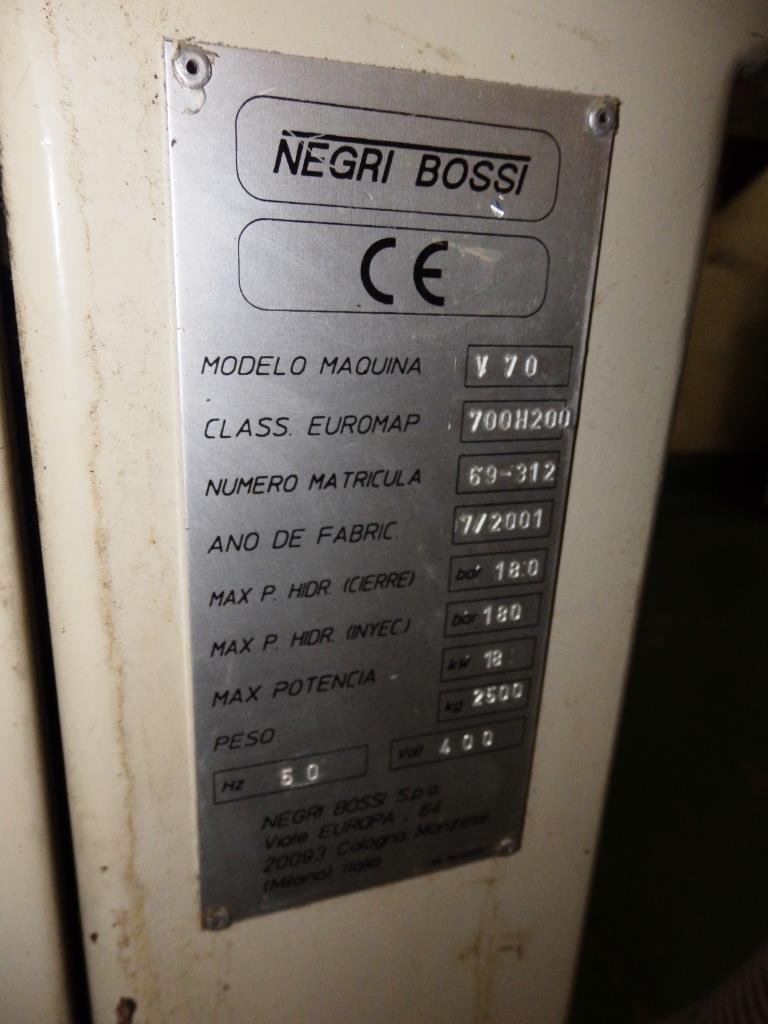 NEGRI BOSSI
CE
MODELO MAQUINA V 70
CLASS. EUROMAP 700H200
NUMERO MATRICULA 69-312
ANO DE FABRIC. 7/2001
MAX P. HIDR. (CIERRE) bar 180
MAX P. HIDR. (INYEC.) bar 180
MAX POTENCIA kW 18
PESO kg 2500
Hz 50 Volt 400
NEGRI BOSSI S.p.a.
Viale EUROPA , 64
20093 Cologno Monzese
(Milano) Italia